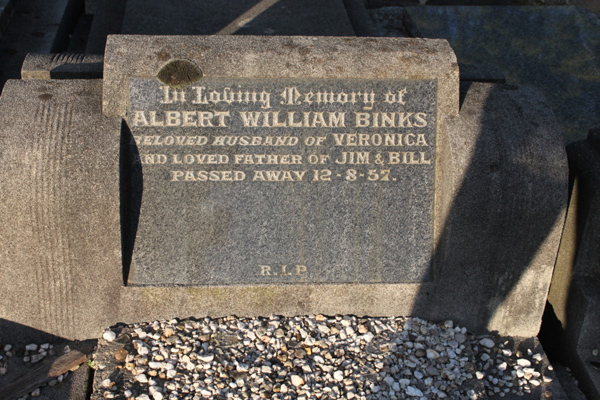 In Loving Memory of
ALBERT WILLIAM BINKS
BELOVED HUSBAND OF VERONICA
AND LOVED FATHER OF JIM & BILL
PASSED AWAY 12-8-57.
R.I.P